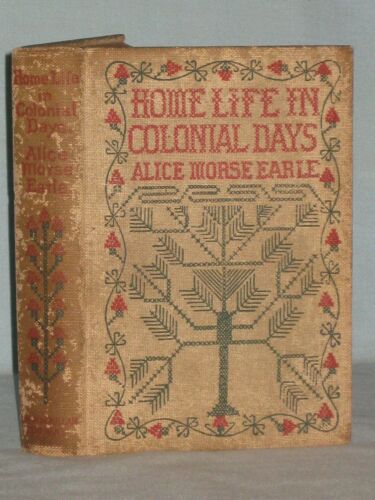 Home Life
in
Colonial
Days
Alice
Morse
Earle
HOME LIFE IN
COLONIAL DAYS
ALICE MORSE EARLE